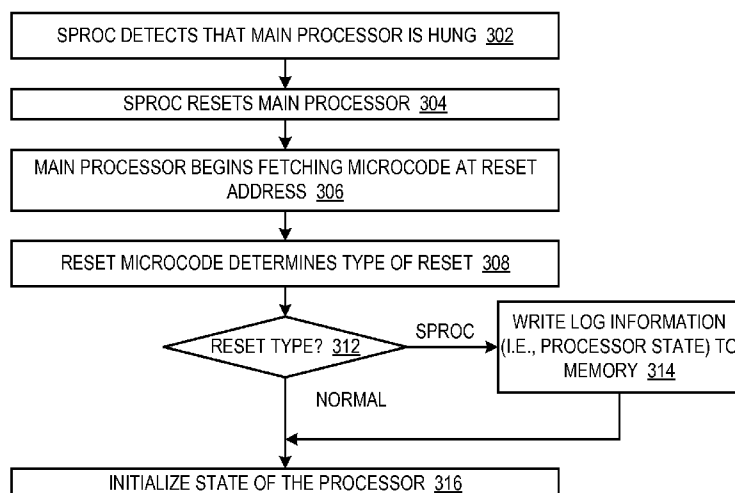 SPROC DETECTS THAT MAIN PROCESSOR IS HUNG 302
SPROC RESETS MAIN PROCESSOR 304
MAIN PROCESSOR BEGINS FETCHING MICROCODE AT RESET
ADDRESS 306
RESET MICROCODE DETERMINES TYPE OF RESET 308
RESET TYPE? 312
SPROC
WRITE LOG INFORMATION
(I.E., PROCESSOR STATE) TO
MEMORY 314
NORMAL
INITIALIZE STATE OF THE PROCESSOR 316